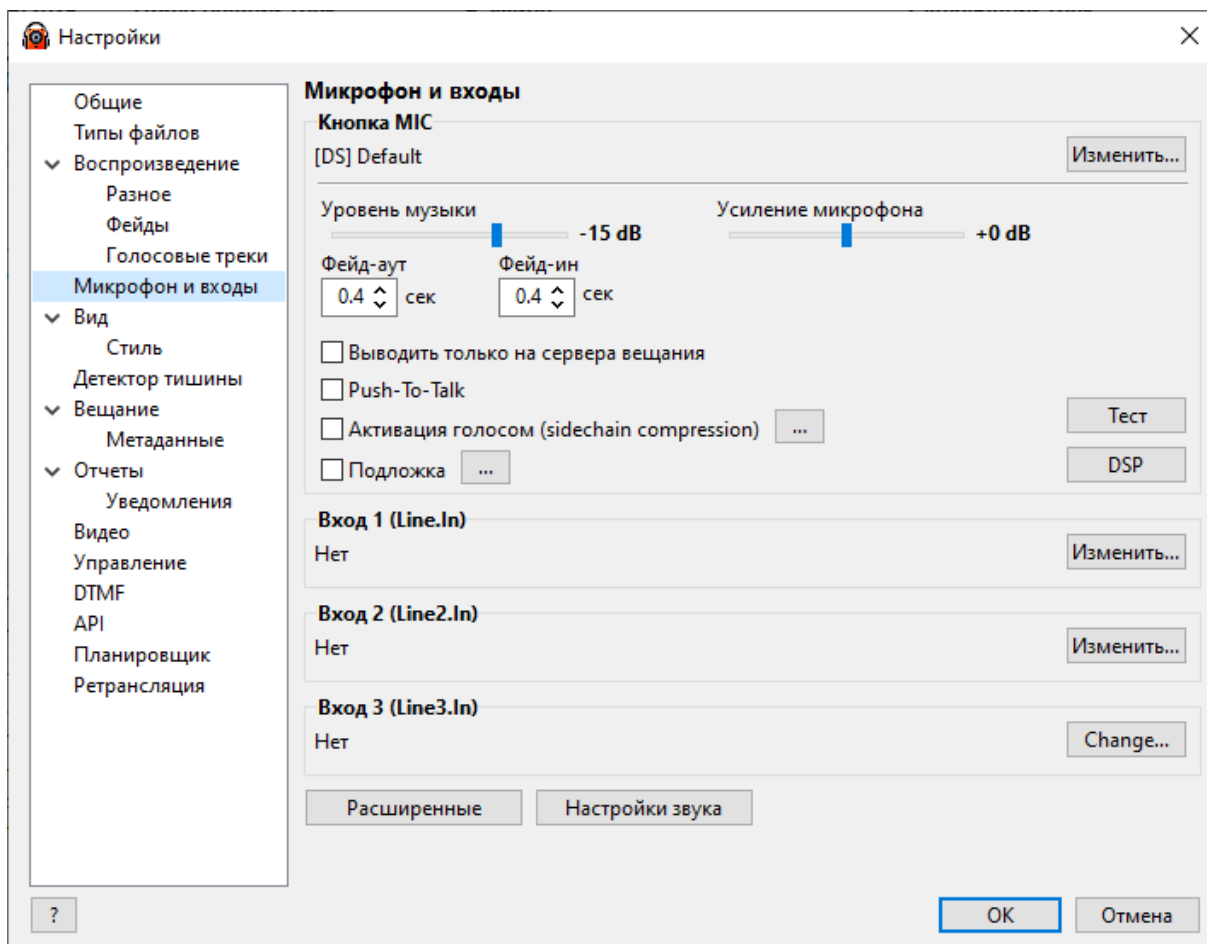 Настройки
Общие
Типы файлов
Воспроизведение
Разное
Фейды
Голосовые треки
Микрофон и входы
Вид
Стиль
Детектор тишины
Вещание
Метаданные
Отчеты
Уведомления
Видео
Управление
DTMF
API
Планировщик
Ретрансляция
Микрофон и входы
Кнопка MIC
[DS] Default
Изменить...
Уровень музыки
Усиление микрофона
-15 dB
+0 dB
Фейд-аут
Фейд-ин
0.4 сек
0.4 сек
Выводить только на сервера вещания
Push-To-Talk
Активация голосом (sidechain compression) ...
Тест
Подложка ...
DSP
Вход 1 (Line.In)
Нет
Изменить...
Вход 2 (Line2.In)
Нет
Изменить...
Вход 3 (Line3.In)
Нет
Change...
Расширенные
Настройки звука
?
OK
Отмена